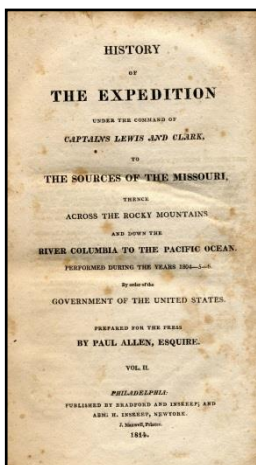 HISTORY
OF
THE EXPEDITION
UNDER THE COMMAND OF
CAPTAINS LEWIS AND CLARK,
TO
THE SOURCES OF THE MISSOURI,
THENCE
ACROSS THE ROCKY MOUNTAINS
AND DOWN THE
RIVER COLUMBIA TO THE PACIFIC OCEAN.
PERFORMED DURING THE YEARS 1804—5—6.
By order of the
GOVERNMENT OF THE UNITED STATES.
PREPARED FOR THE PRESS
BY PAUL ALLEN, ESQUIRE.
VOL. II.
PHILADELPHIA:
PUBLISHED BY BRADFORD AND INSKEEP; AND
ABM: H. INSKEEP, NEWYORK.
J. Maxwell, Printer.
1814.